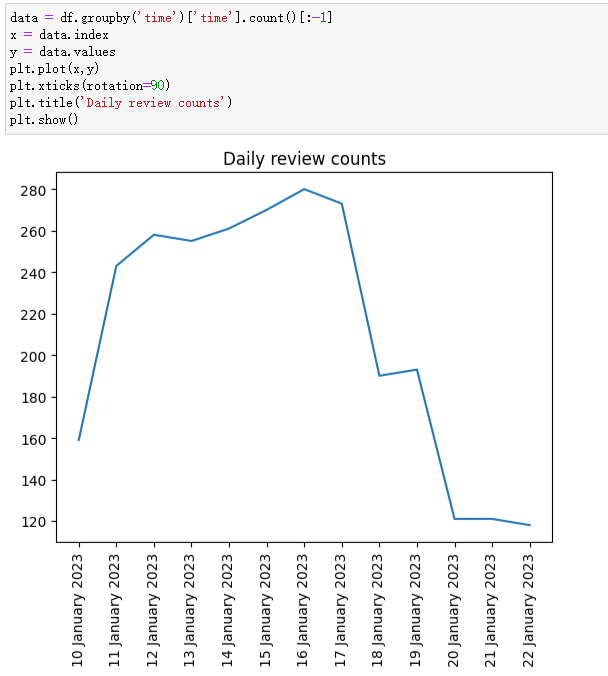 data = df.groupby('time')['time'].count()[:-1]
x = data.index
y = data.values
plt.plot(x,y)
plt.xticks(rotation=90)
plt.title('Daily review counts')
plt.show()
Daily review counts
280
260
240
220
200
180
160
140
120
10 January 2023
11 January 2023
12 January 2023
13 January 2023
14 January 2023
15 January 2023
16 January 2023
17 January 2023
18 January 2023
19 January 2023
20 January 2023
21 January 2023
22 January 2023